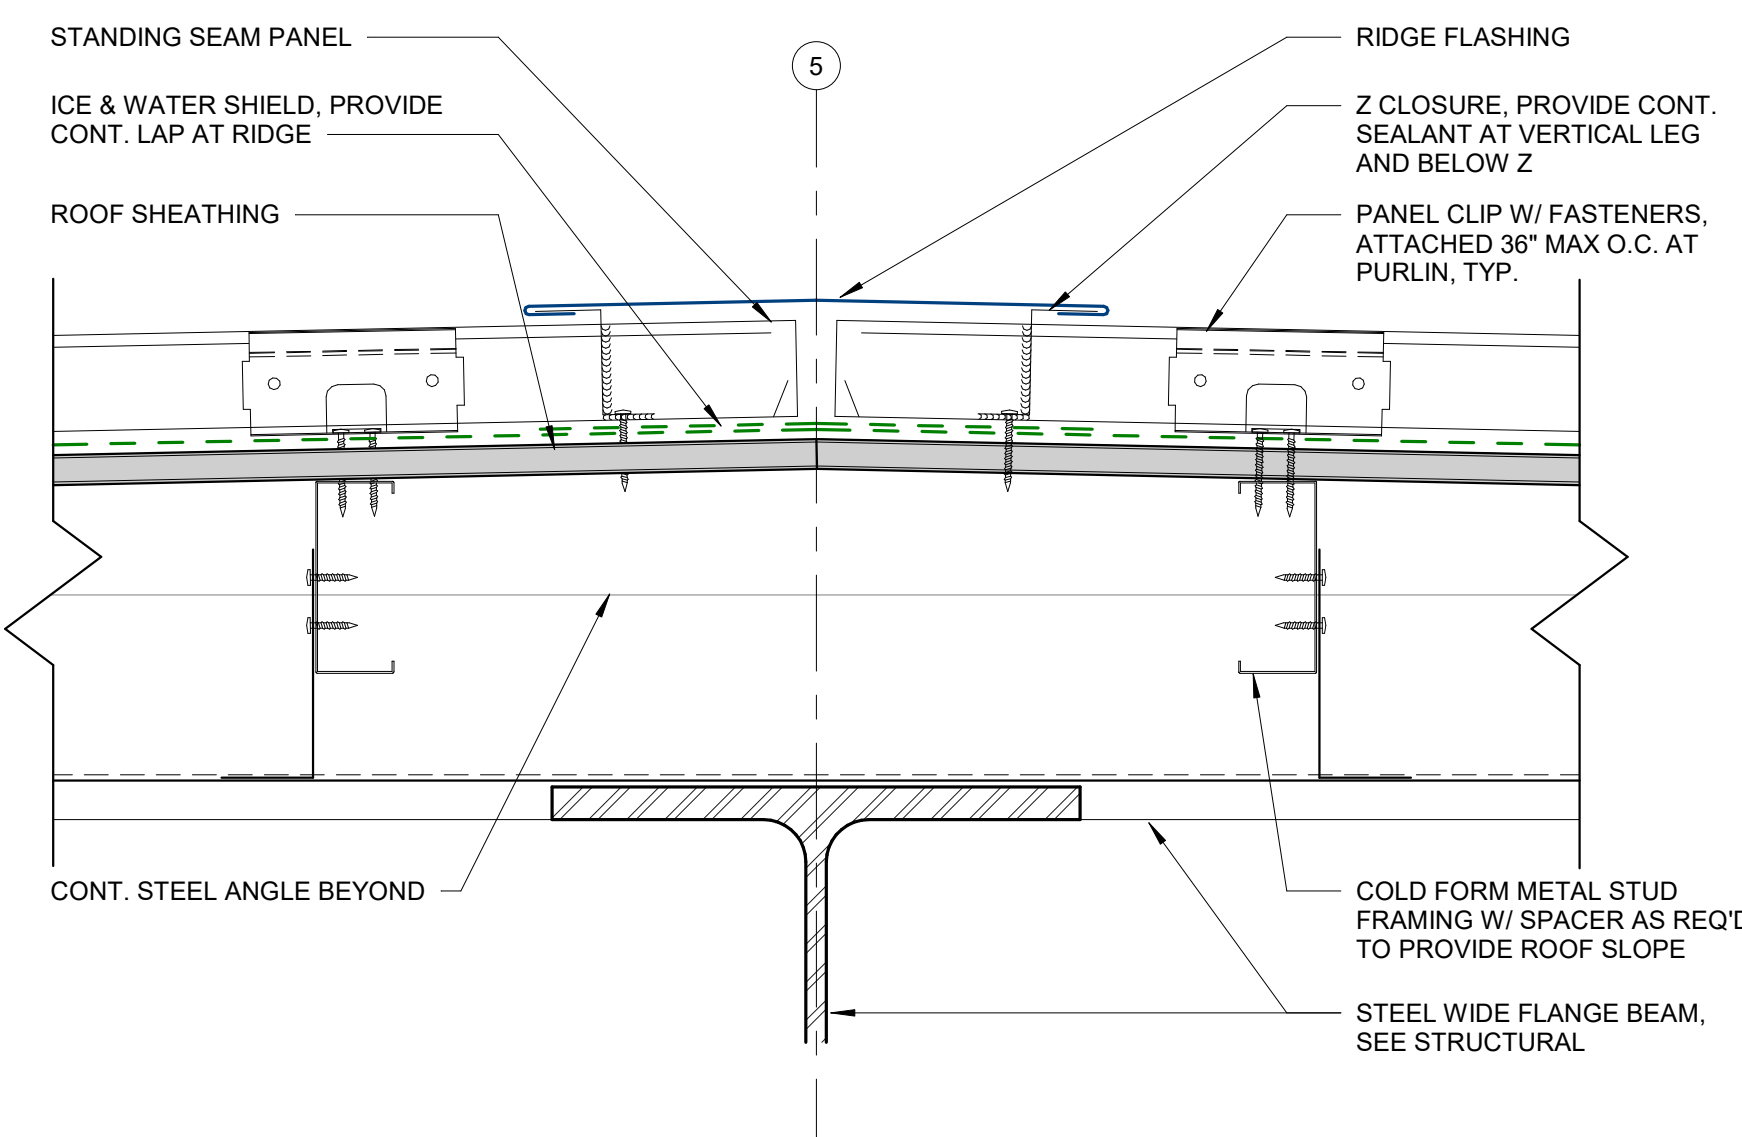 STANDING SEAM PANEL
ICE & WATER SHIELD, PROVIDE
CONT. LAP AT RIDGE
ROOF SHEATHING
5
RIDGE FLASHING
Z CLOSURE, PROVIDE CONT.
SEALANT AT VERTICAL LEG
AND BELOW Z
PANEL CLIP W/ FASTENERS,
ATTACHED 36" MAX O.C. AT
PURLIN, TYP.
CONT. STEEL ANGLE BEYOND
COLD FORM METAL STUD
FRAMING W/ SPACER AS REQ'D
TO PROVIDE ROOF SLOPE
STEEL WIDE FLANGE BEAM,
SEE STRUCTURAL